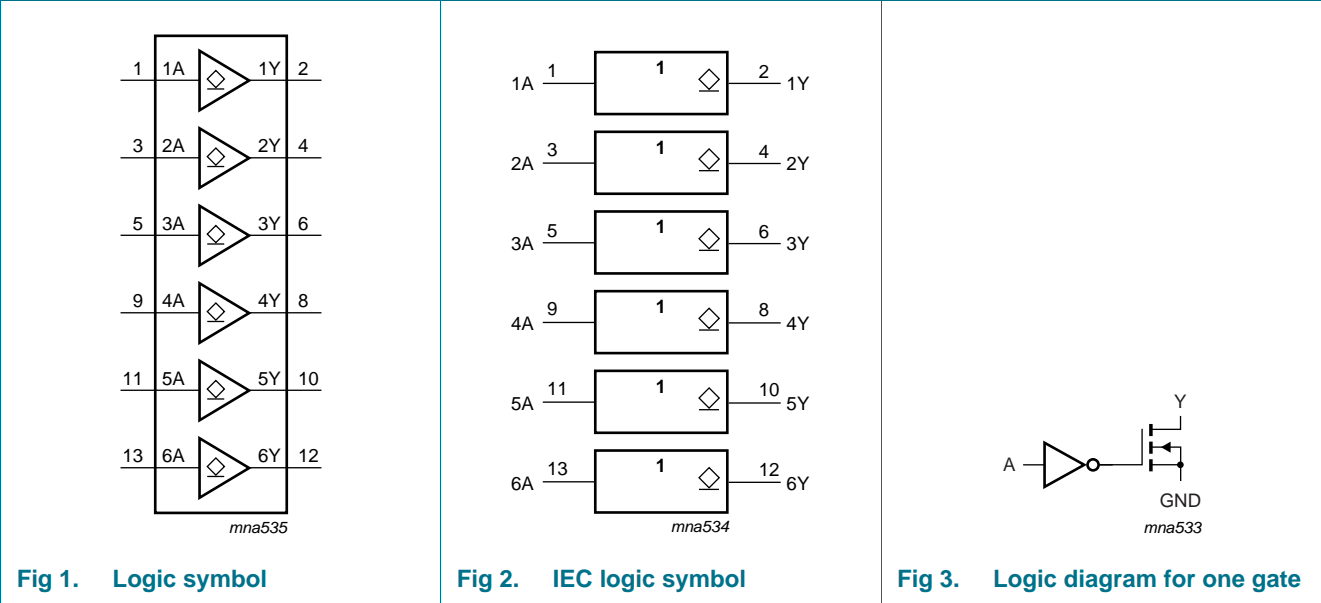 1 1A 1Y 2
3 2A 2Y 4
5 3A 3Y 6
9 4A 4Y 8
11 5A 5Y 10
13 6A 6Y 12
mna535
Fig 1. Logic symbol
1A 1 1 2 1Y
2A 3 1 4 2Y
3A 5 1 6 3Y
4A 9 1 8 4Y
5A 11 1 10 5Y
6A 13 1 12 6Y
mna534
Fig 2. IEC logic symbol
Y
A
GND
mna533
Fig 3. Logic diagram for one gate